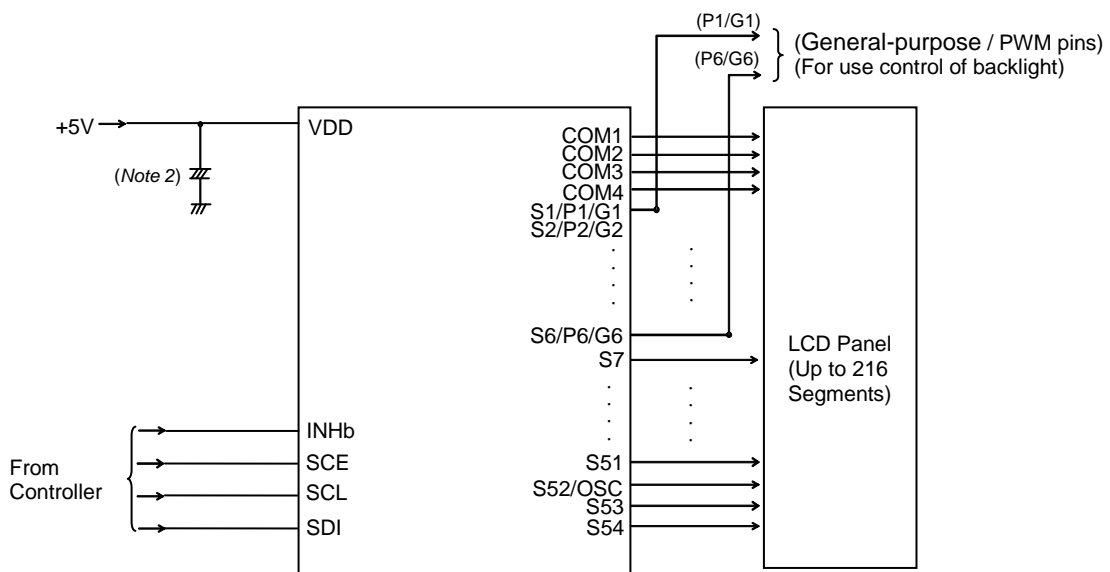 (P1/G1)
(P6/G6)
(General-purpose / PWM pins)
(For use control of backlight)
+5V
(Note 2)
VDD
COM1
COM2
COM3
COM4
S1/P1/G1
S2/P2/G2
S6/P6/G6
S7
S51
S52/OSC
S53
S54
LCD Panel
(Up to 216
Segments)
From
Controller
INHb
SCE
SCL
SDI